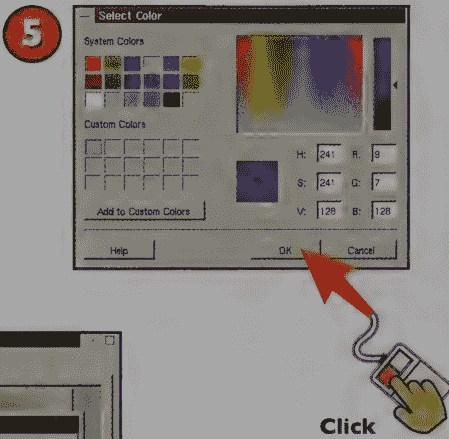 5
Select Color
System Colors
Custom Colors
H: 241 R: 9
S: 241 G: 7
V: 128 B: 128
Add to Custom Colors
Help OK Cancel
Click